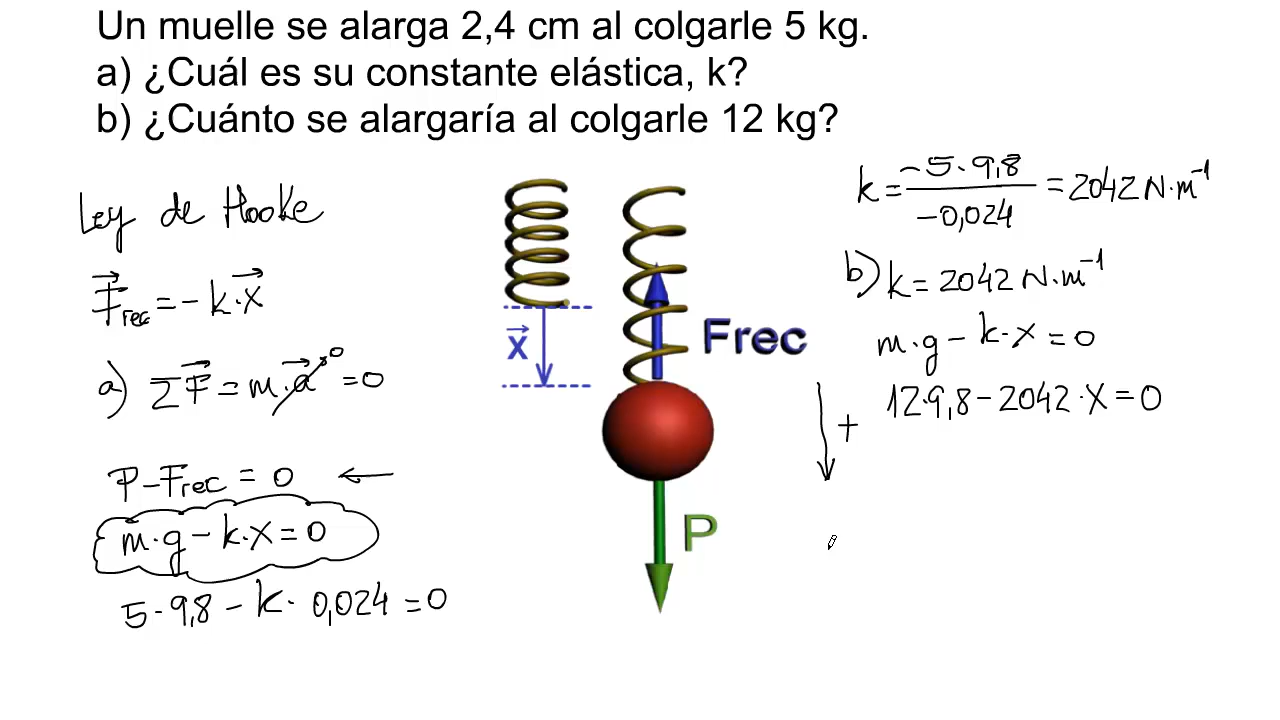 Un muelle se alarga 2,4 cm al colgarle 5 kg.
a) ¿Cuál es su constante elástica, k?
b) ¿Cuánto se alargaría al colgarle 12 kg?
Ley de Hooke
F⃗rec = - k·x⃗
a) ΣF⃗ = m·a⃗ ⁰ = 0
P - Frec = 0 ←
m·g - k·x = 0
5·9,8 - k·0,024 = 0
x⃗
Frec
P
k = -5·9,8 / -0,024 = 2042 N·m⁻¹
b) k = 2042 N·m⁻¹
m·g - k·x = 0
12·9,8 - 2042·x = 0
+